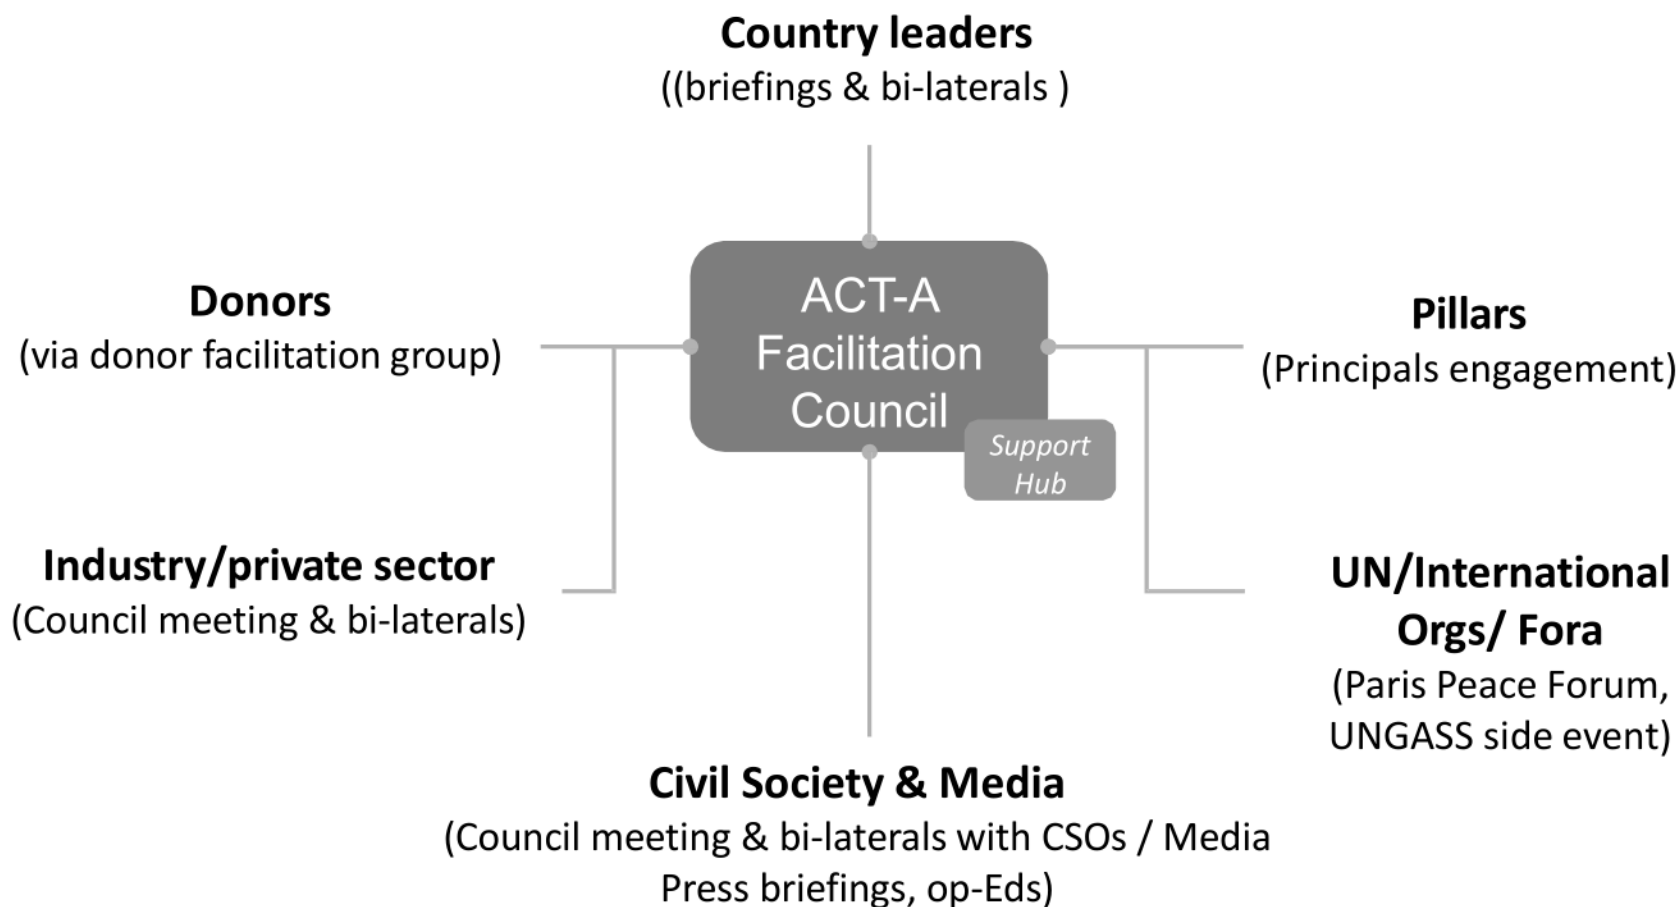 Country leaders
((briefings & bi-laterals )
Donors
(via donor facilitation group)
ACT-A
Facilitation
Council
Support
Hub
Pillars
(Principals engagement)
Industry/private sector
(Council meeting & bi-laterals)
UN/International
Orgs/ Fora
(Paris Peace Forum,
UNGASS side event)
Civil Society & Media
(Council meeting & bi-laterals with CSOs / Media
Press briefings, op-Eds)